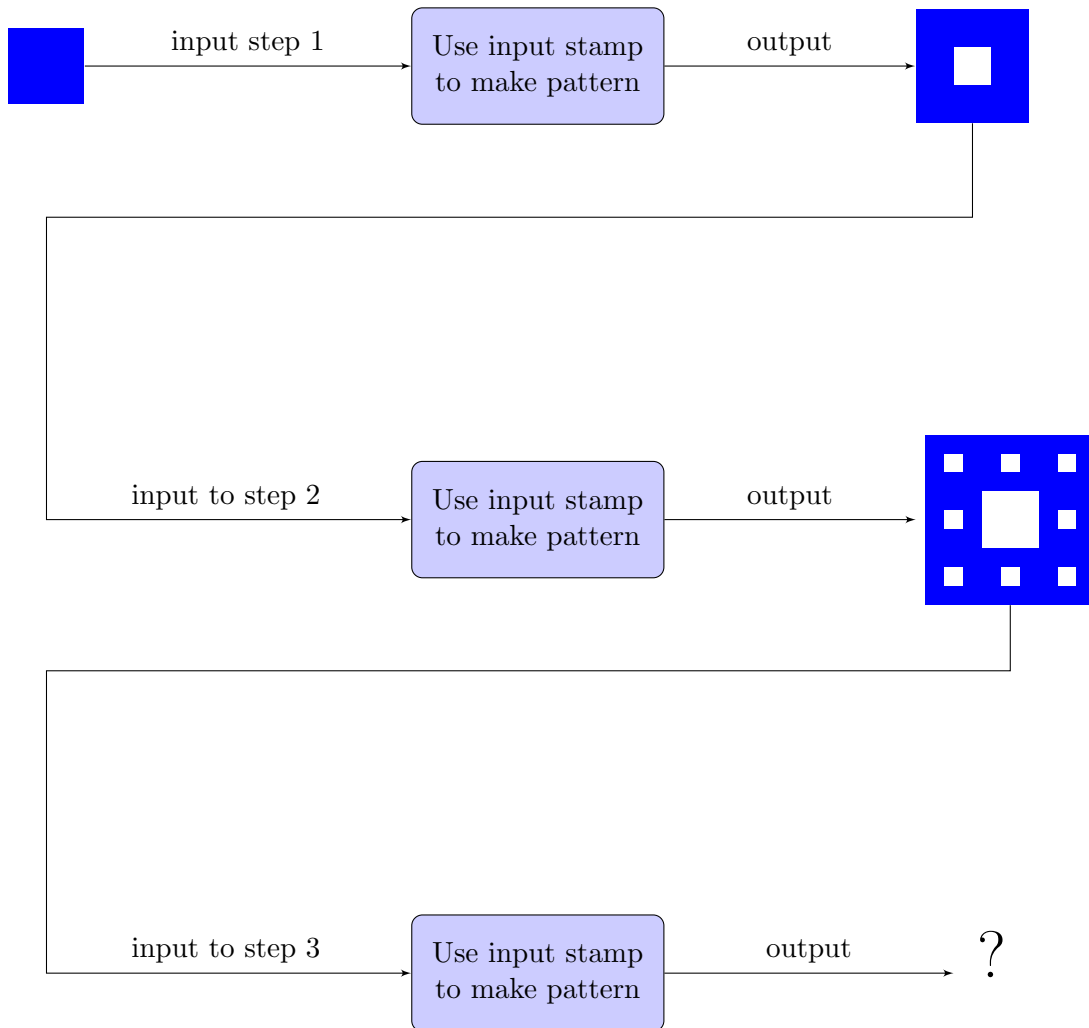 input step 1
Use input stamp
to make pattern
output
input to step 2
Use input stamp
to make pattern
output
input to step 3
Use input stamp
to make pattern
output
?